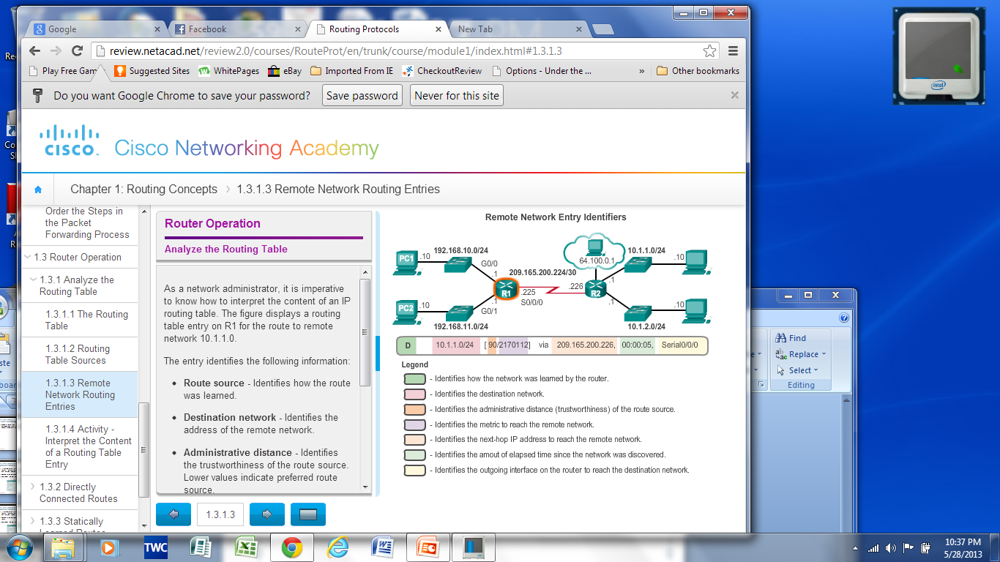 Google
Facebook
Routing Protocols
New Tab
review.netacad.net/review2.0/courses/RouteProt/en/trunk/course/module1/index.html#1.3.1.3
Play Free Gam
Suggested Sites
WhitePages
eBay
Imported From IE
CheckoutReview
Options - Under the ...
»
Other bookmarks
Do you want Google Chrome to save your password?
Save password
Never for this site
CISCO
Cisco Networking Academy
Chapter 1: Routing Concepts
1.3.1.3 Remote Network Routing Entries
Order the Steps in
the Packet
Forwarding Process
1.3 Router Operation
1.3.1 Analyze the
Routing Table
1.3.1.1 The Routing
Table
1.3.1.2 Routing
Table Sources
1.3.1.3 Remote
Network Routing
Entries
1.3.1.4 Activity -
Interpret the Content
of a Routing Table
Entry
1.3.2 Directly
Connected Routes
1.3.3 Statically
Learned Routes
Router Operation
Analyze the Routing Table
As a network administrator, it is imperative
to know how to interpret the content of an IP
routing table. The figure displays a routing
table entry on R1 for the route to remote
network 10.1.1.0.
The entry identifies the following information:
• Route source - Identifies how the route
was learned.
• Destination network - Identifies the
address of the remote network.
• Administrative distance - Identifies
the trustworthiness of the route source.
Lower values indicate preferred route
source.
1.3.1.3
Remote Network Entry Identifiers
192.168.10.0/24
10.1.1.0/24
PC1
.10
G0/0
.1
64.100.0.1
.10
209.165.200.224/30
.1
R1
.225
.226
R2
S0/0/0
PC2
.10
.1
G0/1
.1
.10
192.168.11.0/24
10.1.2.0/24
D 10.1.1.0/24 [ 90/2170112] via 209.165.200.226, 00:00:05, Serial0/0/0
Legend
- Identifies how the network was learned by the router.
- Identifies the destination network.
- Identifies the administrative distance (trustworthiness) of the route source.
- Identifies the metric to reach the remote network.
- Identifies the next-hop IP address to reach the remote network.
- Identifies the amout of elapsed time since the network was discovered.
- Identifies the outgoing interface on the router to reach the destination network.
intel
Find
Replace
Select
Editing
TWC
10:37 PM
5/28/2013